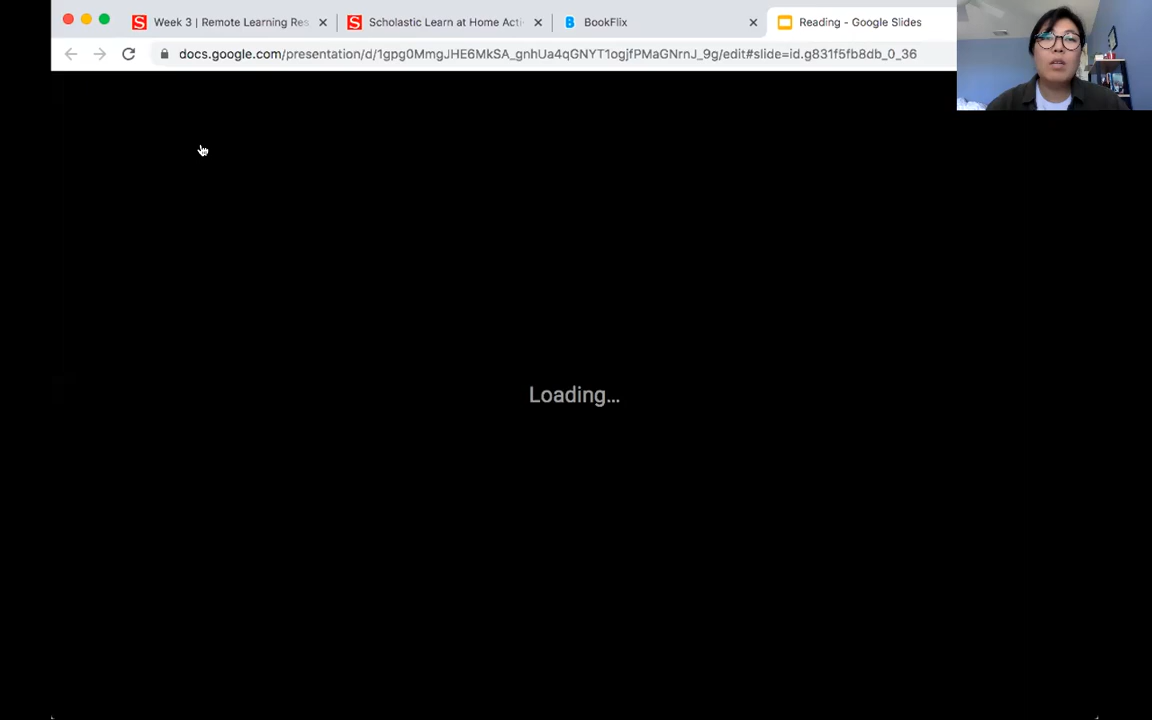 Week 3 | Remote Learning Res
Scholastic Learn at Home Acti
BookFlix
Reading - Google Slides
docs.google.com/presentation/d/1gpg0MmgJHE6MkSA_gnhUa4qGNYT1ogjfPMaGNrnJ_9g/edit#slide=id.g831f5fb8db_0_36
Loading...